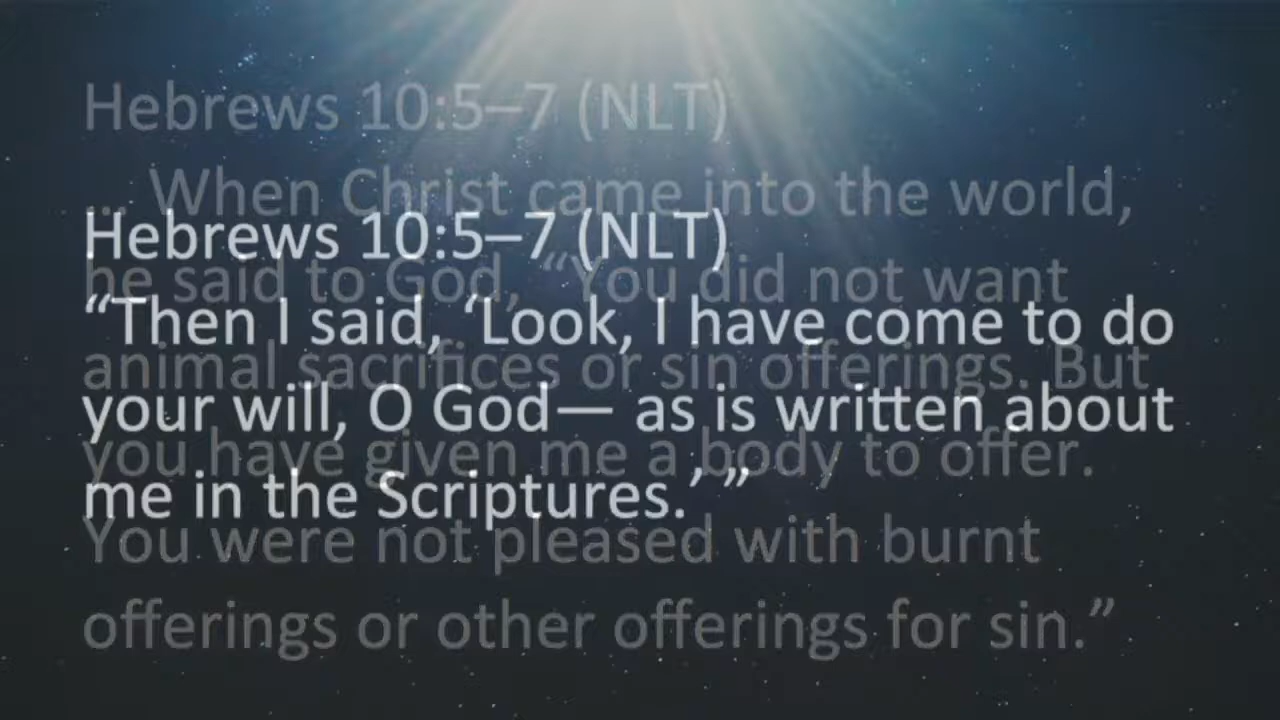 Hebrews 10:5–7 (NLT)
... When Christ came into the world,
he said to God, “You did not want
animal sacrifices or sin offerings. But
you have given me a body to offer.
You were not pleased with burnt
offerings or other offerings for sin.”
Hebrews 10:5–7 (NLT)
“Then I said, ‘Look, I have come to do
your will, O God— as is written about
me in the Scriptures.’ ”